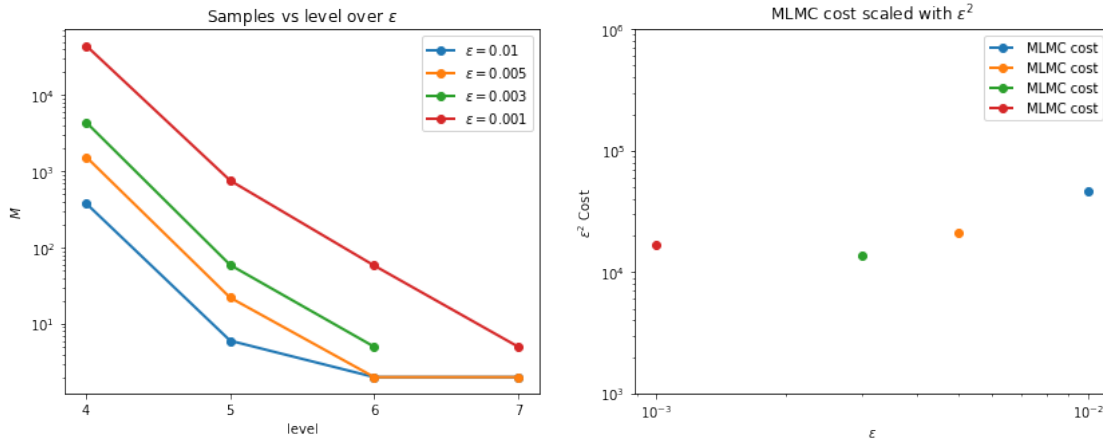 Samples vs level over ε
ε = 0.01
ε = 0.005
ε = 0.003
ε = 0.001
10⁴
10³
10²
10¹
M
4 5 6 7
level
MLMC cost scaled with ε²
MLMC cost
MLMC cost
MLMC cost
MLMC cost
10⁶
10⁵
10⁴
10³
ε² Cost
10⁻³ 10⁻²
ε